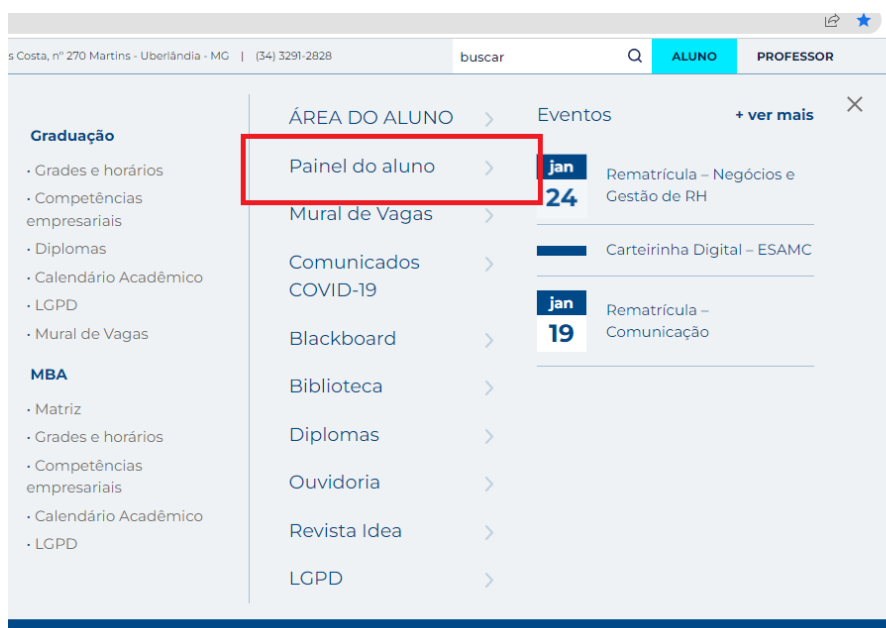 s Costa, nº 270 Martins - Uberlândia - MG | (34) 3291-2828
buscar
ALUNO
PROFESSOR
Graduação
· Grades e horários
· Competências
empresariais
· Diplomas
· Calendário Acadêmico
· LGPD
· Mural de Vagas
MBA
· Matriz
· Grades e horários
· Competências
empresariais
· Calendário Acadêmico
· LGPD
ÁREA DO ALUNO
Painel do aluno
Mural de Vagas
Comunicados
COVID-19
Blackboard
Biblioteca
Diplomas
Ouvidoria
Revista Idea
LGPD
Eventos
+ ver mais
jan
24
Rematrícula – Negócios e
Gestão de RH
Carteirinha Digital – ESAMC
jan
19
Rematrícula –
Comunicação